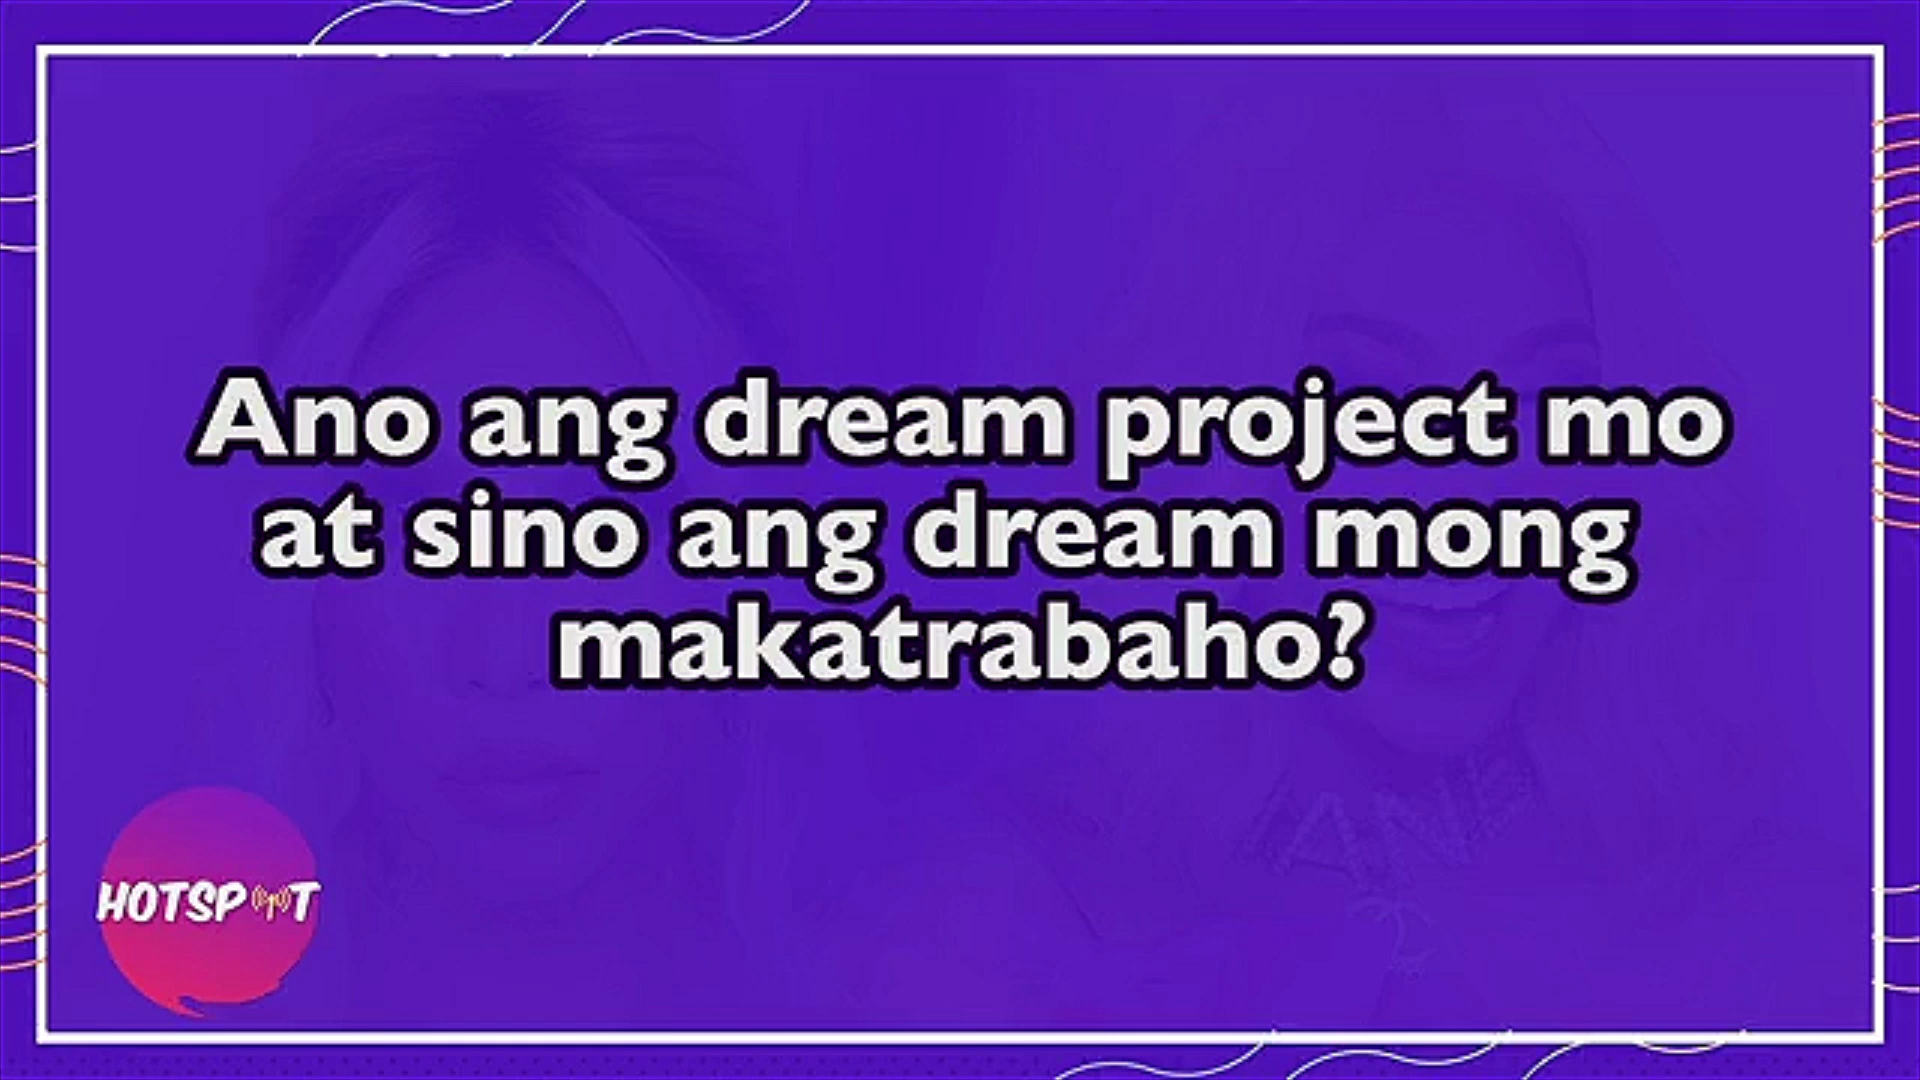 Ano ang dream project mo
at sino ang dream mong
makatrabaho?
HOTSPOT